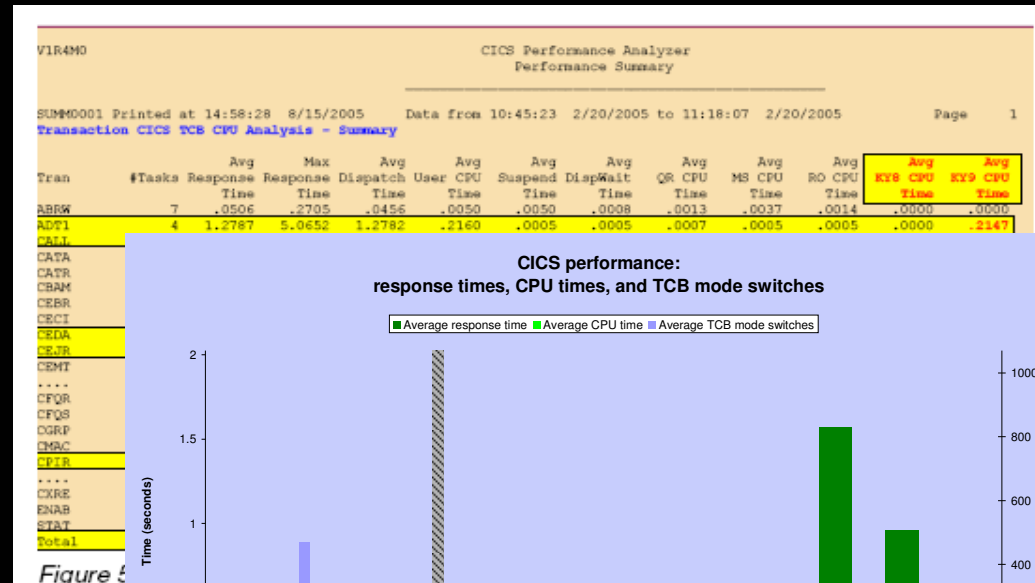 V1R4M0 CICS Performance Analyzer
Performance Summary
SUMM0001 Printed at 14:58:28 8/15/2005 Data from 10:45:23 2/20/2005 to 11:18:07 2/20/2005 Page 1
Transaction CICS TCB CPU Analysis - Summary
Avg Max Avg Avg Avg Avg Avg Avg Avg Avg Avg
Tran #Tasks Response Response Dispatch User CPU Suspend DispWait QR CPU MS CPU RO CPU KY8 CPU KY9 CPU
Time Time Time Time Time Time Time Time Time Time Time
ABRW 7 .0506 .2705 .0456 .0050 .0050 .0008 .0013 .0037 .0014 .0000 .0000
ADT1 4 1.2787 5.0652 1.2782 .2160 .0005 .0005 .0007 .0005 .0005 .0000 .2147
CALL
CATA
CATR
CBAM
CEBR
CECI
CEDA
CEJR
CEMT
....
CFQR
CFQS
CGRP
CMAC
CPIR
....
CXRE
ENAB
STAT
Total
Figure 5
CICS performance:
response times, CPU times, and TCB mode switches
Average response time Average CPU time Average TCB mode switches
2
1.5
1
Time (seconds)
1000
800
600
400